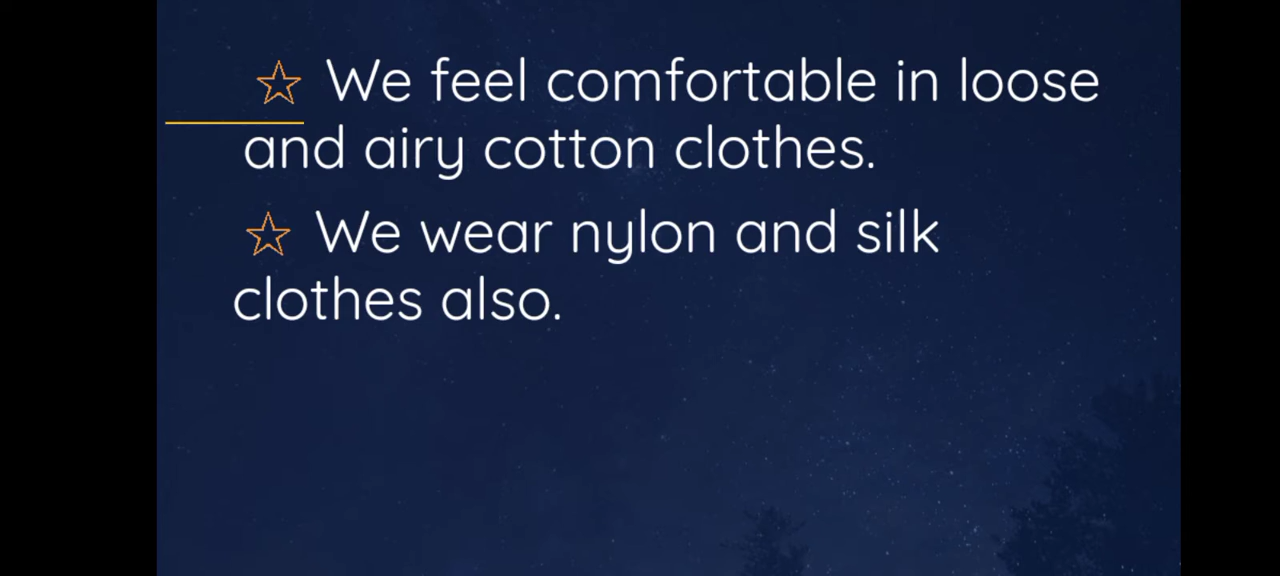 ☆ We feel comfortable in loose
and airy cotton clothes.
☆ We wear nylon and silk
clothes also.